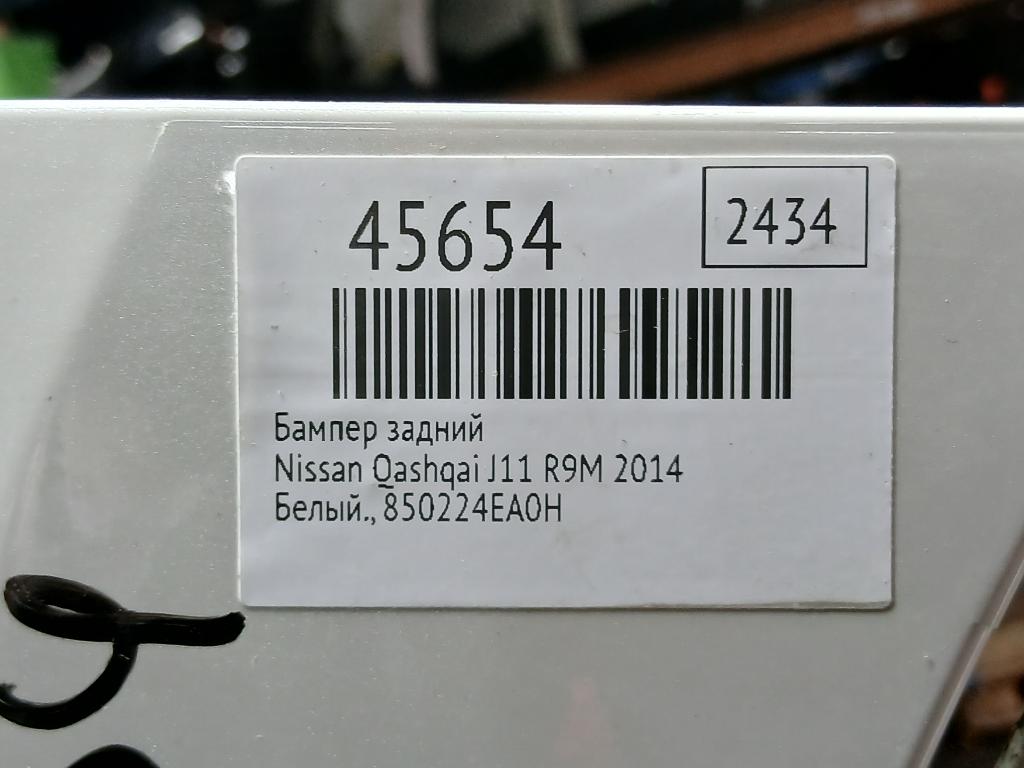 45654
2434
Бампер задний
Nissan Qashqai J11 R9M 2014
Белый., 850224EA0H